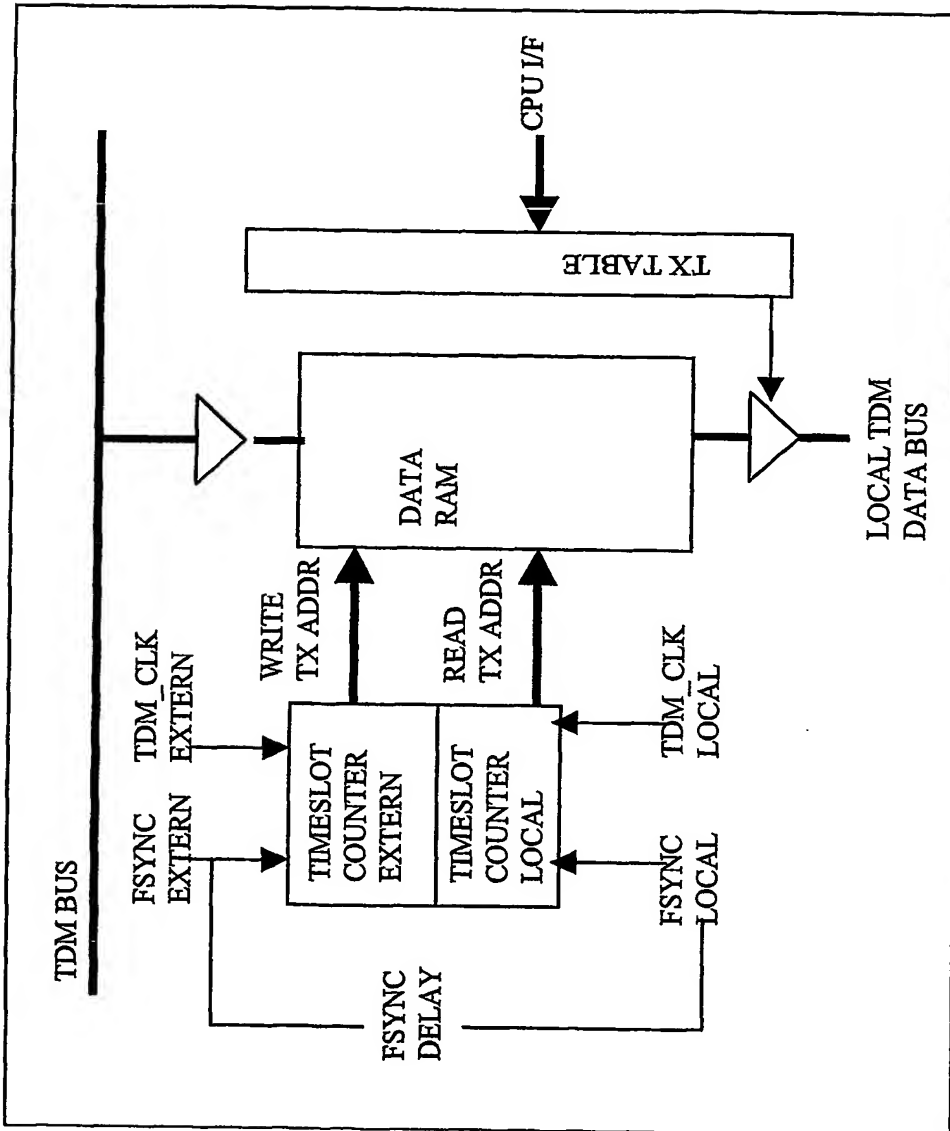 TDM BUS
FSYNC
EXTERN
TDM_CLK
EXTERN
FSYNC
DELAY
TIMESLOT
COUNTER
EXTERN
TIMESLOT
COUNTER
LOCAL
WRITE
TX ADDR
READ
TX ADDR
FSYNC
LOCAL
TDM_CLK
LOCAL
DATA
RAM
TX TABLE
CPU I/F
LOCAL TDM
DATA BUS